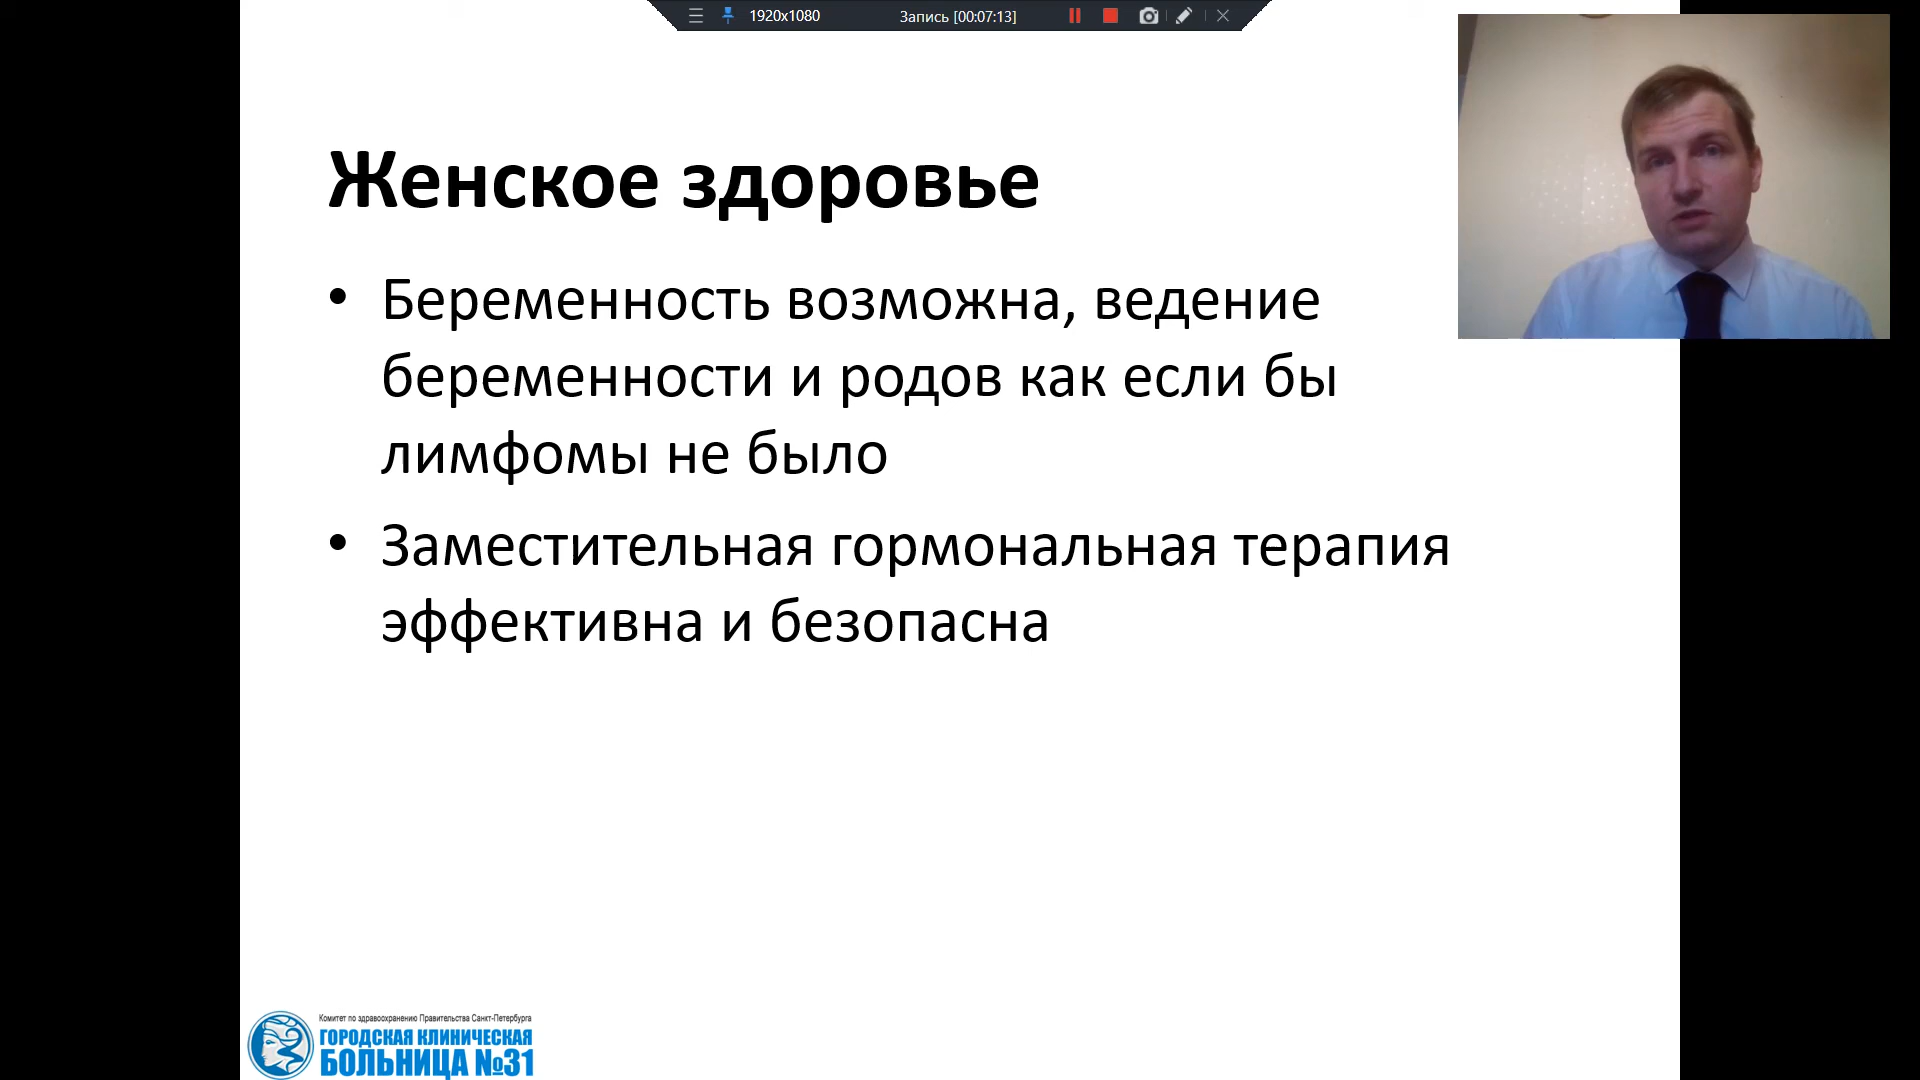 1920x1080
Запись [00:07:13]
Женское здоровье
• Беременность возможна, ведение
беременности и родов как если бы
лимфомы не было
• Заместительная гормональная терапия
эффективна и безопасна
Комитет по здравоохранению Правительства Санкт-Петербурга
ГОРОДСКАЯ КЛИНИЧЕСКАЯ
БОЛЬНИЦА №31